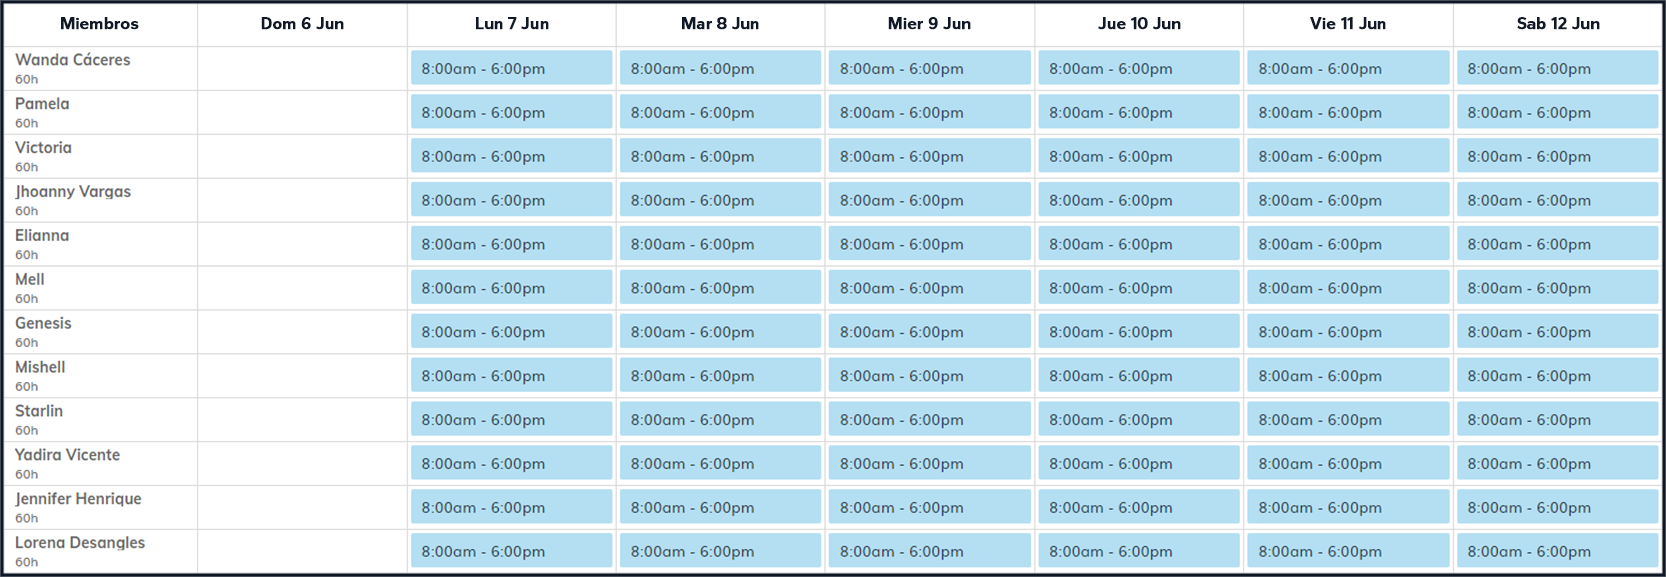 Miembros Dom 6 Jun Lun 7 Jun Mar 8 Jun Mier 9 Jun Jue 10 Jun Vie 11 Jun Sab 12 Jun
Wanda Cáceres
60h
8:00am - 6:00pm 8:00am - 6:00pm 8:00am - 6:00pm 8:00am - 6:00pm 8:00am - 6:00pm 8:00am - 6:00pm
Pamela
60h
8:00am - 6:00pm 8:00am - 6:00pm 8:00am - 6:00pm 8:00am - 6:00pm 8:00am - 6:00pm 8:00am - 6:00pm
Victoria
60h
8:00am - 6:00pm 8:00am - 6:00pm 8:00am - 6:00pm 8:00am - 6:00pm 8:00am - 6:00pm 8:00am - 6:00pm
Jhoanny Vargas
60h
8:00am - 6:00pm 8:00am - 6:00pm 8:00am - 6:00pm 8:00am - 6:00pm 8:00am - 6:00pm 8:00am - 6:00pm
Elianna
60h
8:00am - 6:00pm 8:00am - 6:00pm 8:00am - 6:00pm 8:00am - 6:00pm 8:00am - 6:00pm 8:00am - 6:00pm
Mell
60h
8:00am - 6:00pm 8:00am - 6:00pm 8:00am - 6:00pm 8:00am - 6:00pm 8:00am - 6:00pm 8:00am - 6:00pm
Genesis
60h
8:00am - 6:00pm 8:00am - 6:00pm 8:00am - 6:00pm 8:00am - 6:00pm 8:00am - 6:00pm 8:00am - 6:00pm
Mishell
60h
8:00am - 6:00pm 8:00am - 6:00pm 8:00am - 6:00pm 8:00am - 6:00pm 8:00am - 6:00pm 8:00am - 6:00pm
Starlin
60h
8:00am - 6:00pm 8:00am - 6:00pm 8:00am - 6:00pm 8:00am - 6:00pm 8:00am - 6:00pm 8:00am - 6:00pm
Yadira Vicente
60h
8:00am - 6:00pm 8:00am - 6:00pm 8:00am - 6:00pm 8:00am - 6:00pm 8:00am - 6:00pm 8:00am - 6:00pm
Jennifer Henrique
60h
8:00am - 6:00pm 8:00am - 6:00pm 8:00am - 6:00pm 8:00am - 6:00pm 8:00am - 6:00pm 8:00am - 6:00pm
Lorena Desangles
60h
8:00am - 6:00pm 8:00am - 6:00pm 8:00am - 6:00pm 8:00am - 6:00pm 8:00am - 6:00pm 8:00am - 6:00pm